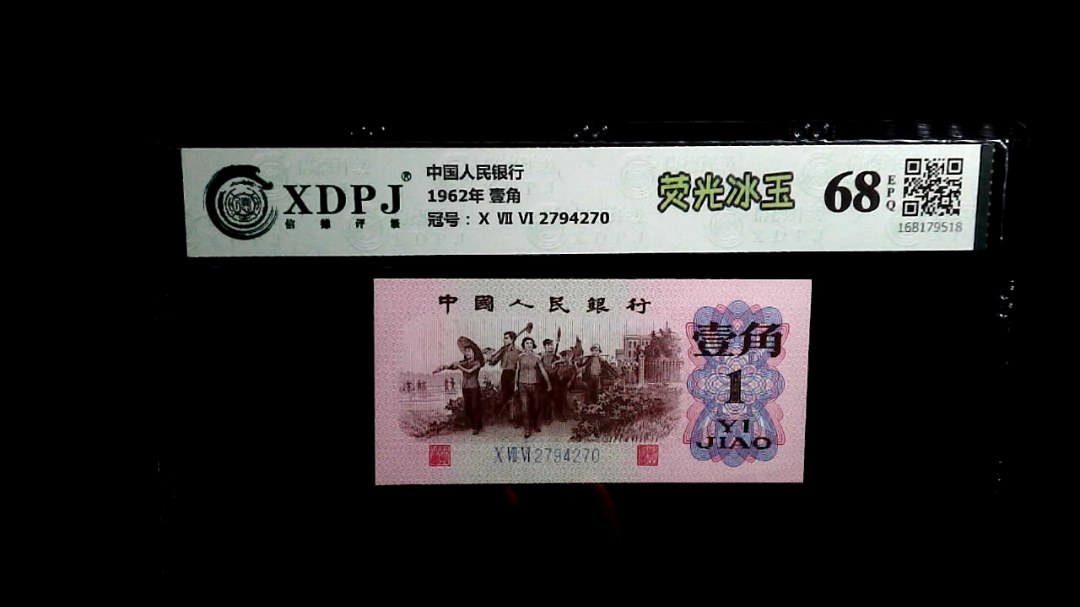 XDPJ®
信德评级
中国人民银行
1962年 壹角
冠号：X Ⅶ Ⅵ 2794270
荧光冰玉
68
EPQ
16B179518
中國人民銀行
壹角
1
YI
JIAO
X Ⅶ Ⅵ 2794270